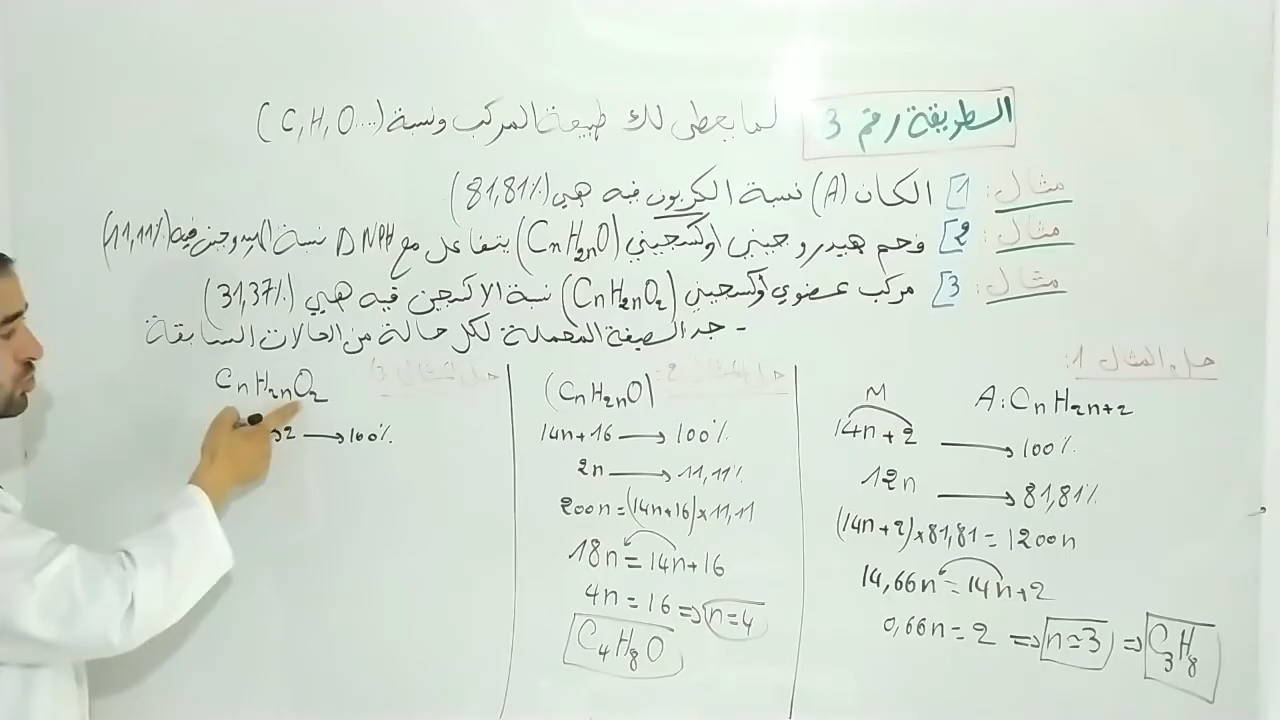 الطريقة رقم 3 لما يعطى لك طبيعة المركب ونسبة (C, H, O....)
مثال: 1] الكان (A) نسبة الكربون فيه هي (81,81%)
مثال: 2] فحم هيدروجيني أوكسجيني (CnH2nO) يتفاعل مع DNPH نسبة الهيدروجين فيه (11,11%)
مثال: 3] مركب عضوي أوكسجيني (CnH2nO2) نسبة الاكسجين فيه هي (31,37%)
- جد الصيغة المجملة لكل حالة من الحالات السابقة
حل المثال 1:
A: CnH2n+2
M
14n+2 → 100%
12n → 81,81%
(14n+2)×81,81 = 1200n
14,66n = 14n+2
0,66n = 2 ⇒ n=3 ⇒ C3H8
حل المثال 2:
(CnH2nO)
14n+16 → 100%
2n → 11,11%
200n = (14n+16)×11,11
18n = 14n+16
4n = 16 ⇒ n=4
C4H8O
حل المثال 3
CnH2nO2
32 → 100%